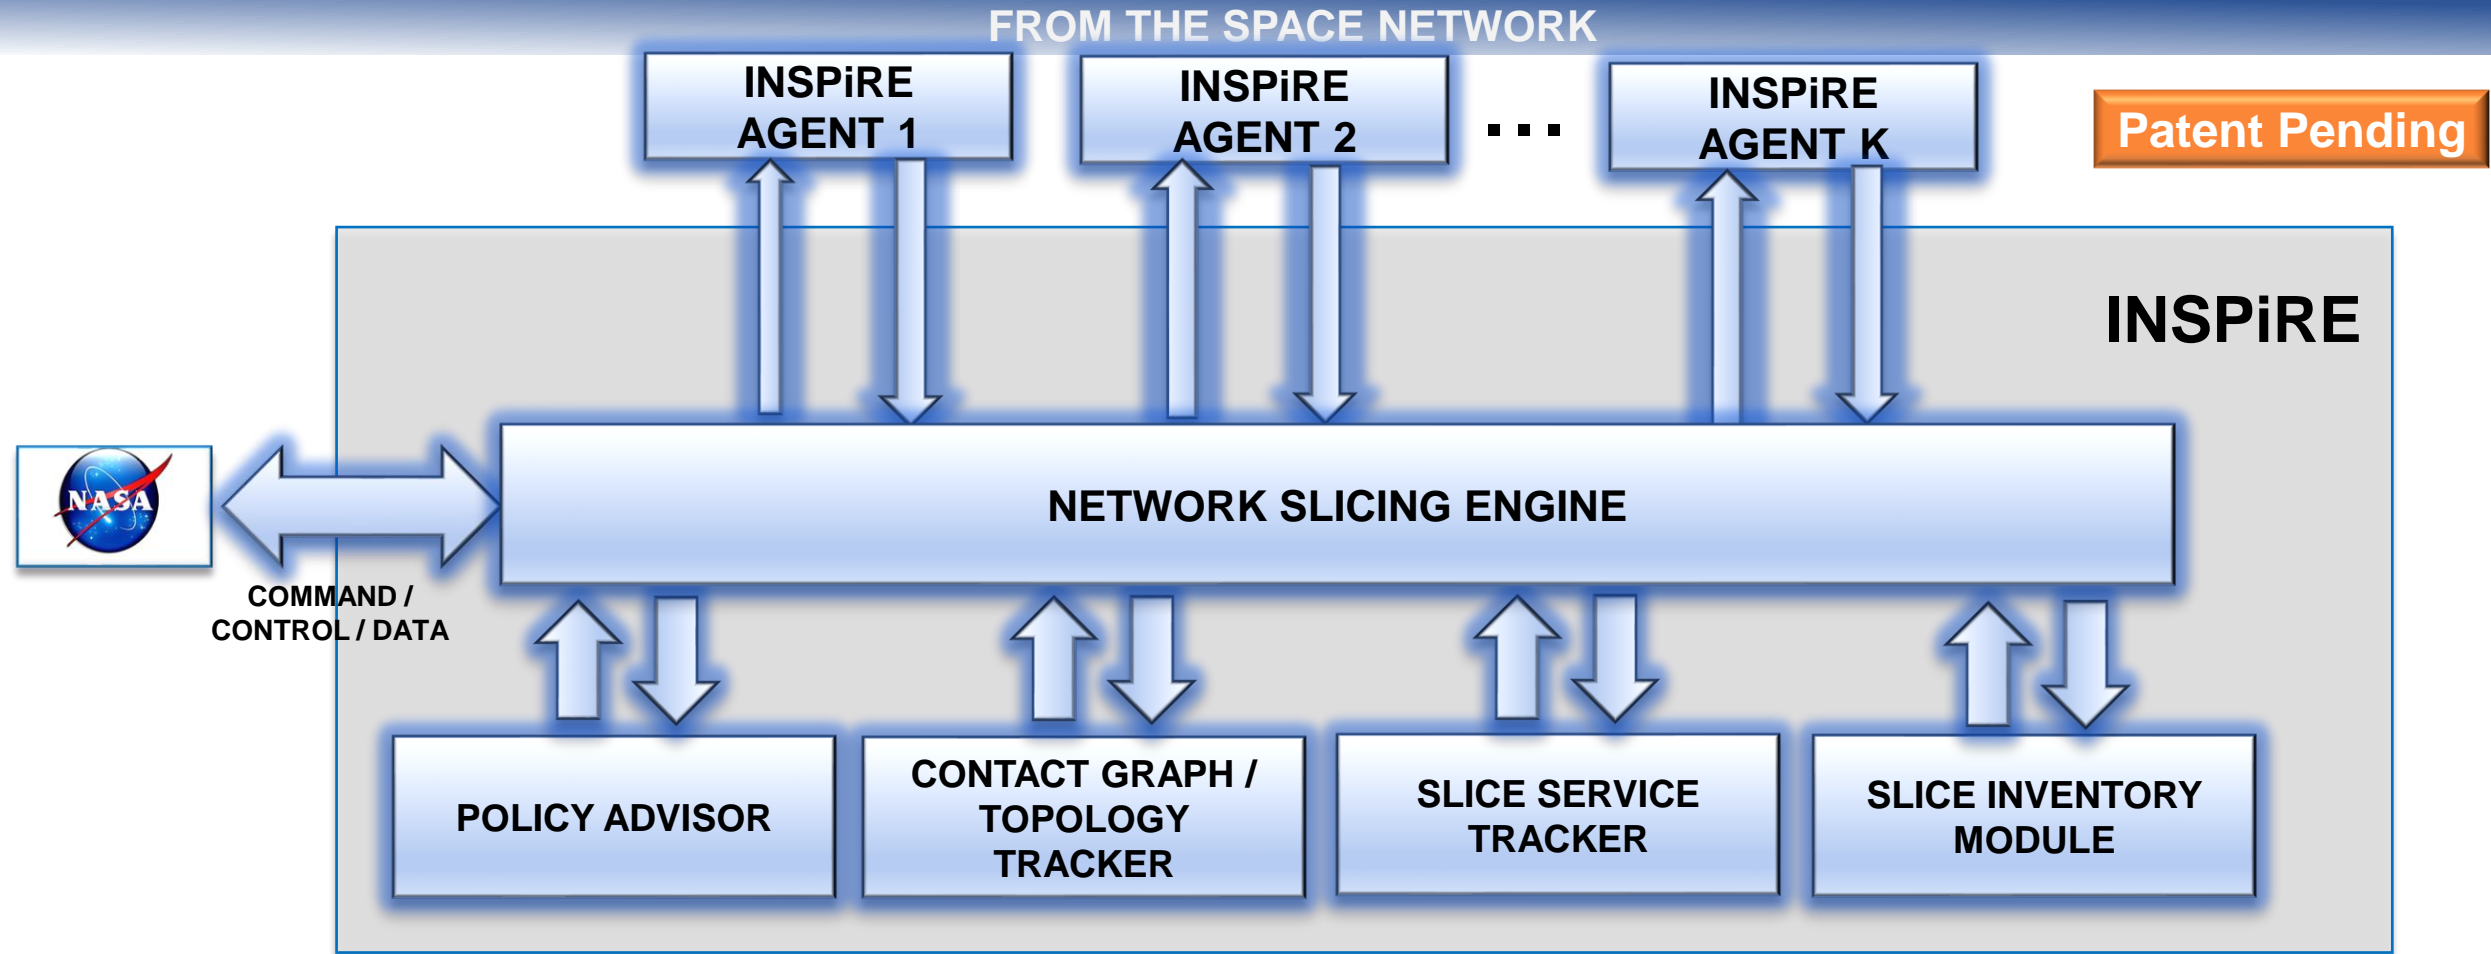 FROM THE SPACE NETWORK
INSPiRE
AGENT 1
INSPiRE
AGENT 2
...
INSPiRE
AGENT K
Patent Pending
INSPiRE
NETWORK SLICING ENGINE
NASA
COMMAND /
CONTROL / DATA
POLICY ADVISOR
CONTACT GRAPH /
TOPOLOGY
TRACKER
SLICE SERVICE
TRACKER
SLICE INVENTORY
MODULE